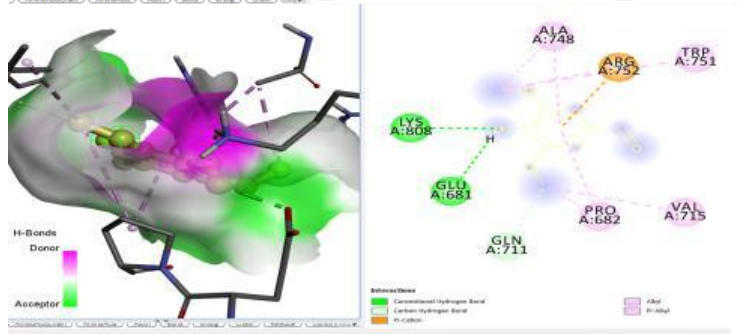 H-Bonds
Donor
Acceptor
ALA
A:748
ARG
A:752
TRP
A:751
LYS
A:808
H
GLU
A:681
GLN
A:711
PRO
A:682
VAL
A:715
Interactions
Conventional Hydrogen Bond
Carbon Hydrogen Bond
Pi-Cation
Alkyl
Pi-Alkyl